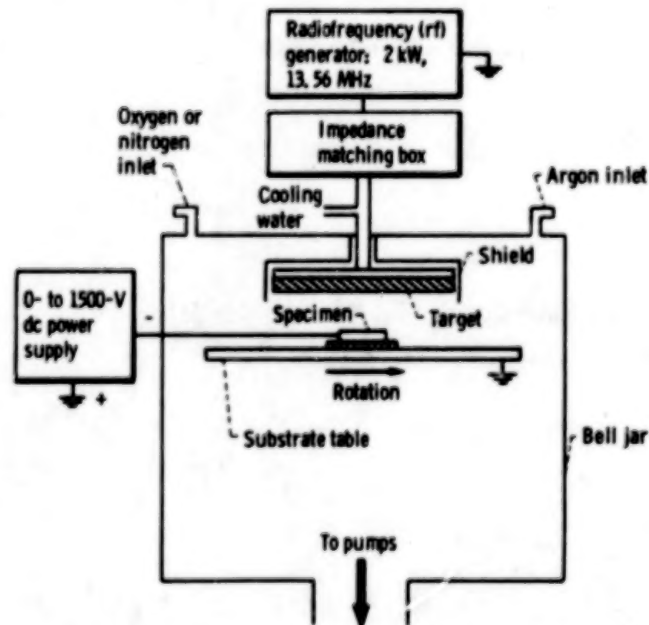 Radiofrequency (rf)
generator: 2 kW,
13.56 MHz
Oxygen or
nitrogen
inlet
Impedance
matching box
Argon inlet
Cooling
water
Shield
0- to 1500-V
dc power
supply
-
+
Specimen
Target
Rotation
Substrate table
Bell jar
To pumps